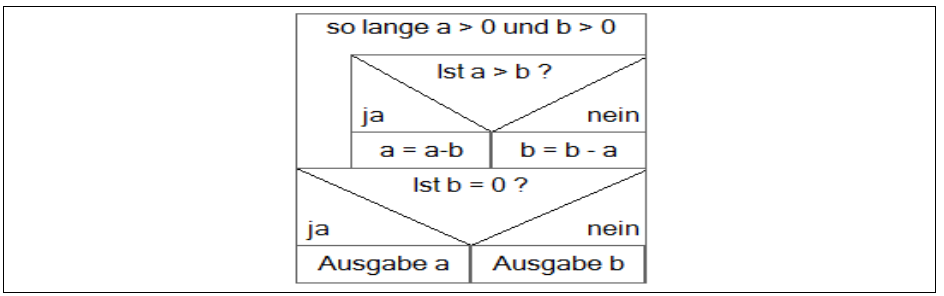 so lange a > 0 und b > 0
Ist a > b ?
ja nein
a = a-b b = b - a
Ist b = 0 ?
ja nein
Ausgabe a Ausgabe b